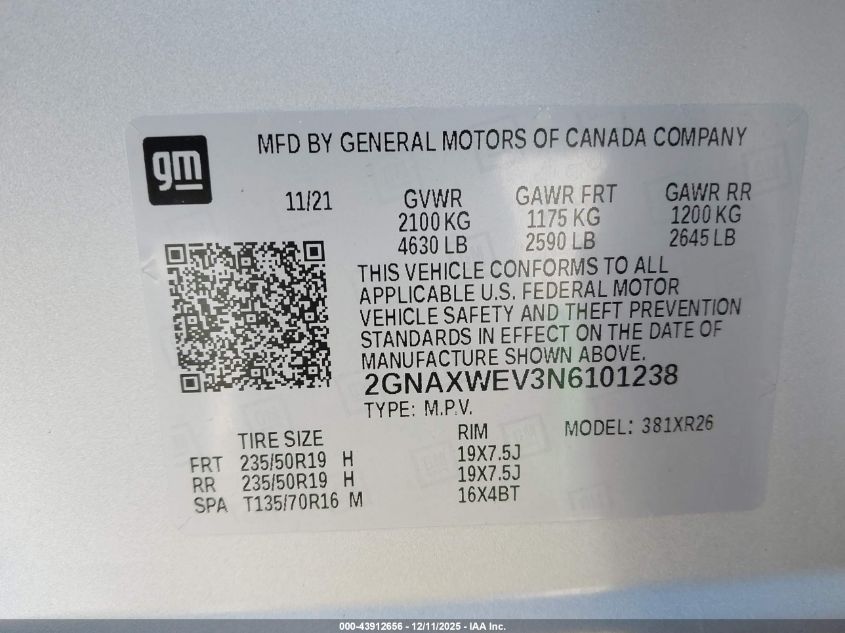 gm
MFD BY GENERAL MOTORS OF CANADA COMPANY
11/21 GVWR GAWR FRT GAWR RR
2100 KG 1175 KG 1200 KG
4630 LB 2590 LB 2645 LB
THIS VEHICLE CONFORMS TO ALL
APPLICABLE U.S. FEDERAL MOTOR
VEHICLE SAFETY AND THEFT PREVENTION
STANDARDS IN EFFECT ON THE DATE OF
MANUFACTURE SHOWN ABOVE.
2GNAXWEV3N6101238
TYPE: M.P.V.
MODEL: 381XR26
TIRE SIZE RIM
FRT 235/50R19 H 19X7.5J
RR 235/50R19 H 19X7.5J
SPA T135/70R16 M 16X4BT
000-43912656 - 12/11/2025 - IAA Inc.